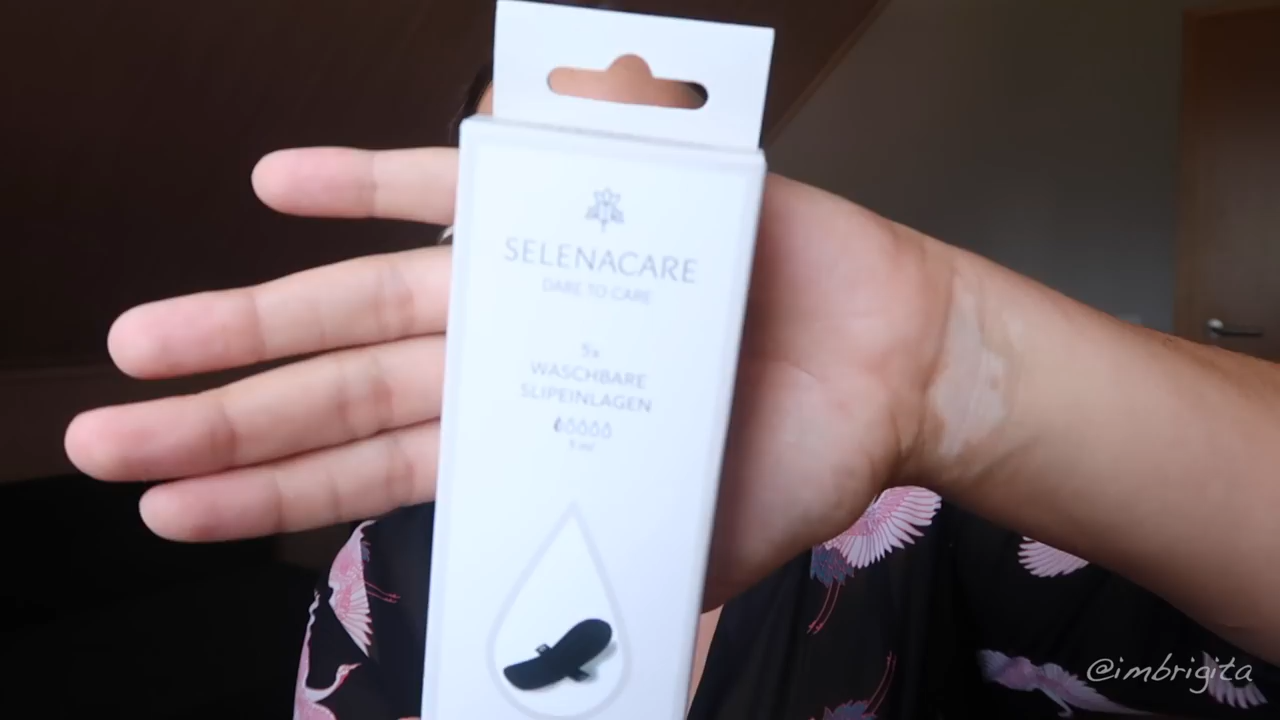 SELENACARE
DARE TO CARE
5x
WASCHBARE
SLIPEINLAGEN
5 ml
@imbrigita